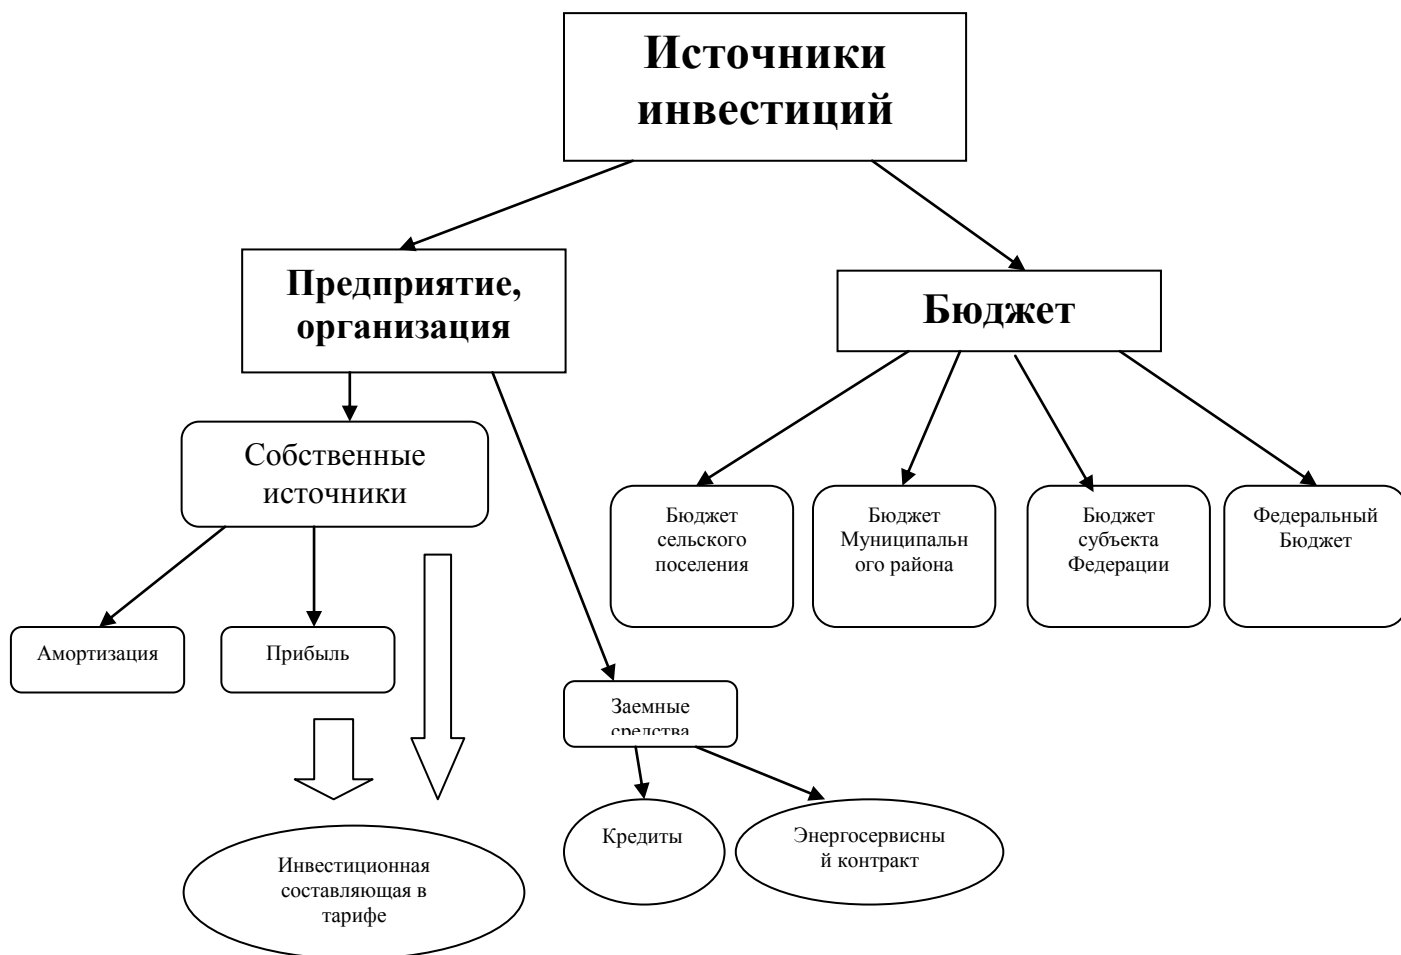 Источники
инвестиций
Предприятие,
организация
Бюджет
Собственные
источники
Бюджет
сельского
поселения
Бюджет
Муниципальн
ого района
Бюджет
субъекта
Федерации
Федеральный
Бюджет
Амортизация
Прибыль
Заемные
средства
Кредиты
Энергосервисны
й контракт
Инвестиционная
составляющая в
тарифе